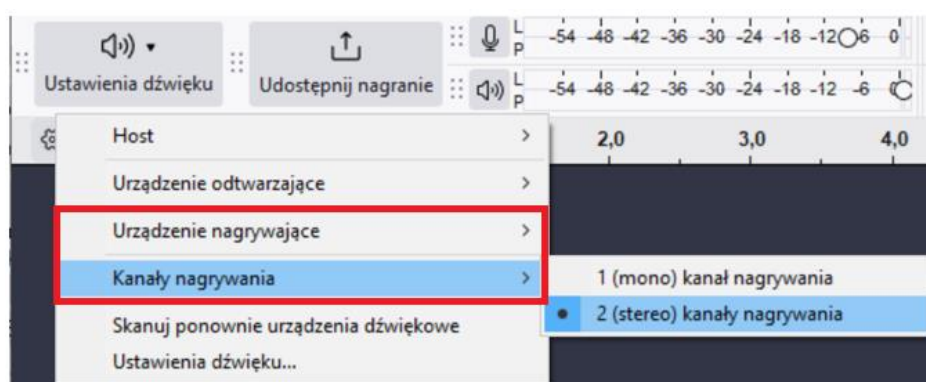 L
P
-54 -48 -42 -36 -30 -24 -18 -12 -6 0
Ustawienia dźwięku
Udostępnij nagranie
L
P
-54 -48 -42 -36 -30 -24 -18 -12 -6 0
2,0 3,0 4,0
Host
Urządzenie odtwarzające
Urządzenie nagrywające
Kanały nagrywania
1 (mono) kanał nagrywania
2 (stereo) kanały nagrywania
Skanuj ponownie urządzenia dźwiękowe
Ustawienia dźwięku...